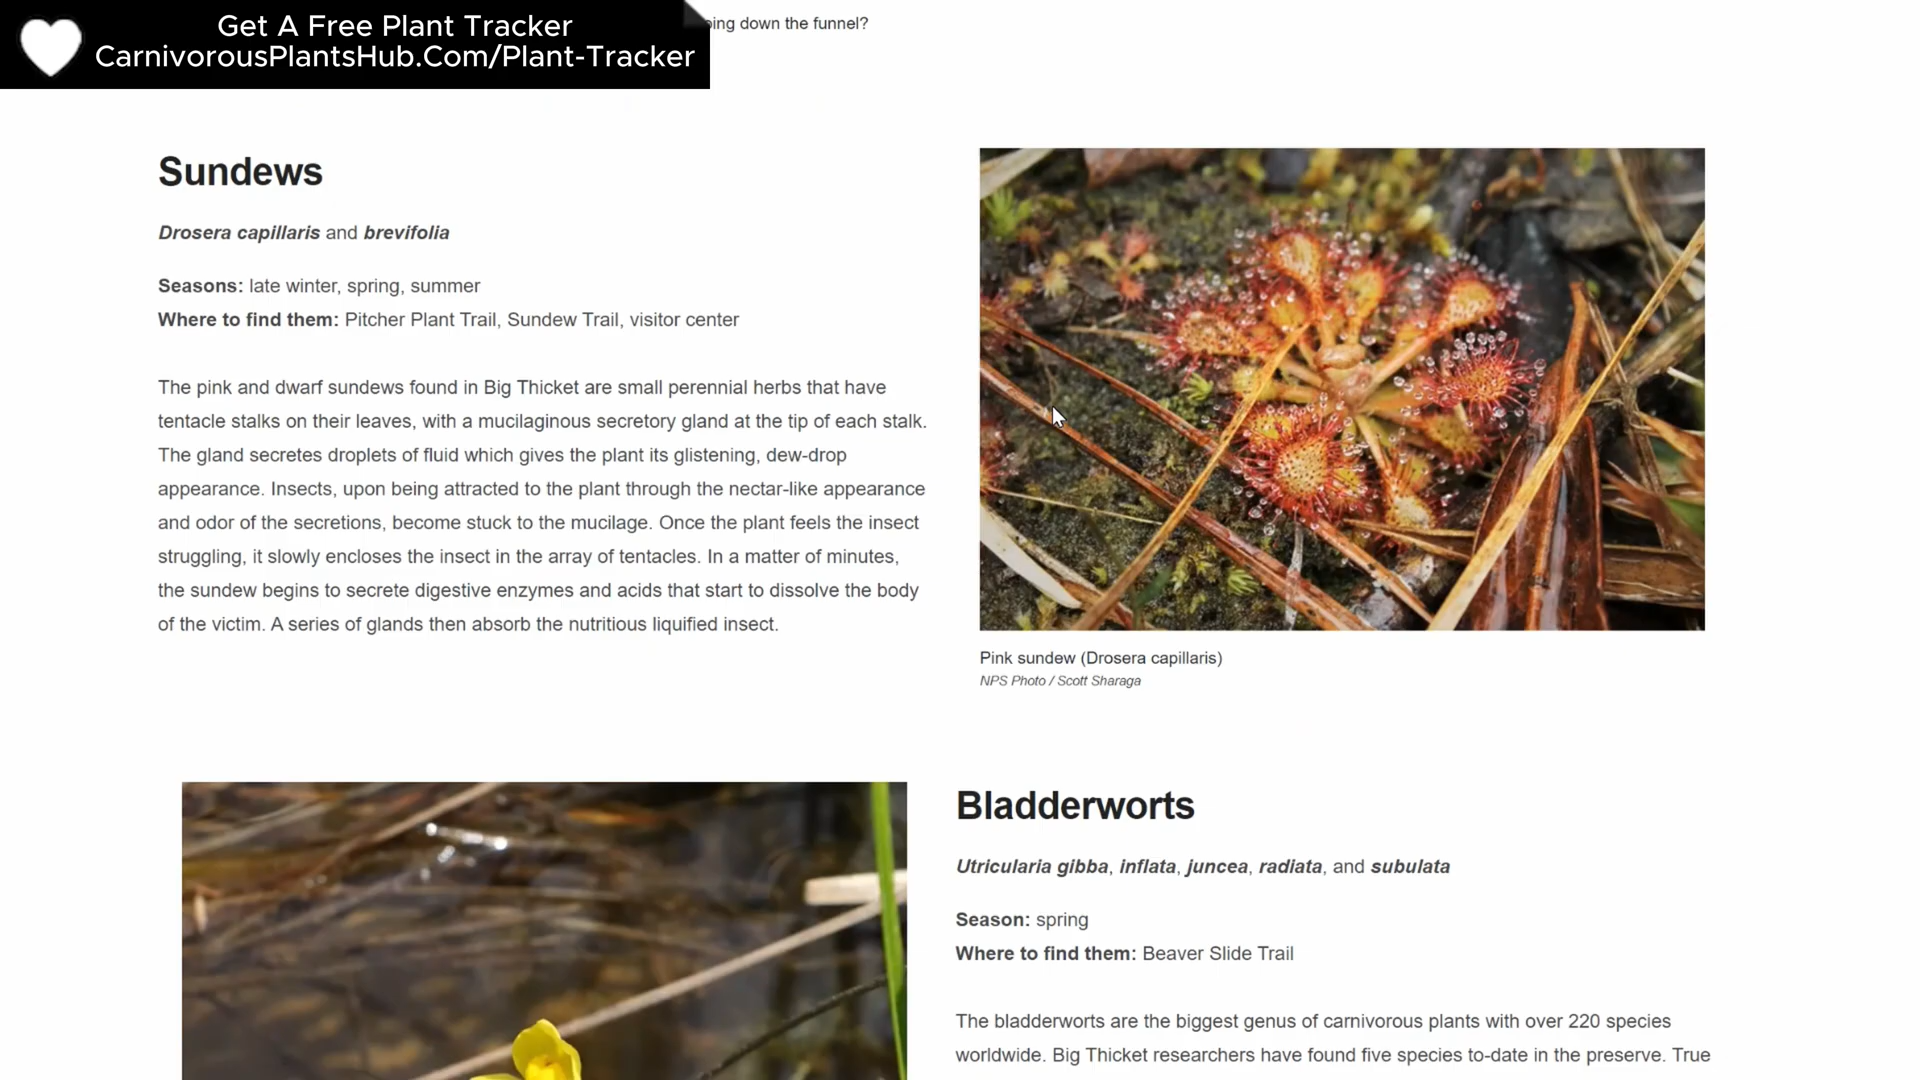 Get A Free Plant Tracker
CarnivorousPlantsHub.Com/Plant-Tracker
down the funnel?
Sundews
Drosera capillaris and brevifolia
Seasons: late winter, spring, summer
Where to find them: Pitcher Plant Trail, Sundew Trail, visitor center
The pink and dwarf sundews found in Big Thicket are small perennial herbs that have
tentacle stalks on their leaves, with a mucilaginous secretory gland at the tip of each stalk.
The gland secretes droplets of fluid which gives the plant its glistening, dew-drop
appearance. Insects, upon being attracted to the plant through the nectar-like appearance
and odor of the secretions, become stuck to the mucilage. Once the plant feels the insect
struggling, it slowly encloses the insect in the array of tentacles. In a matter of minutes,
the sundew begins to secrete digestive enzymes and acids that start to dissolve the body
of the victim. A series of glands then absorb the nutritious liquified insect.
Pink sundew (Drosera capillaris)
NPS Photo / Scott Sharaga
Bladderworts
Utricularia gibba, inflata, juncea, radiata, and subulata
Season: spring
Where to find them: Beaver Slide Trail
The bladderworts are the biggest genus of carnivorous plants with over 220 species
worldwide. Big Thicket researchers have found five species to-date in the preserve. True